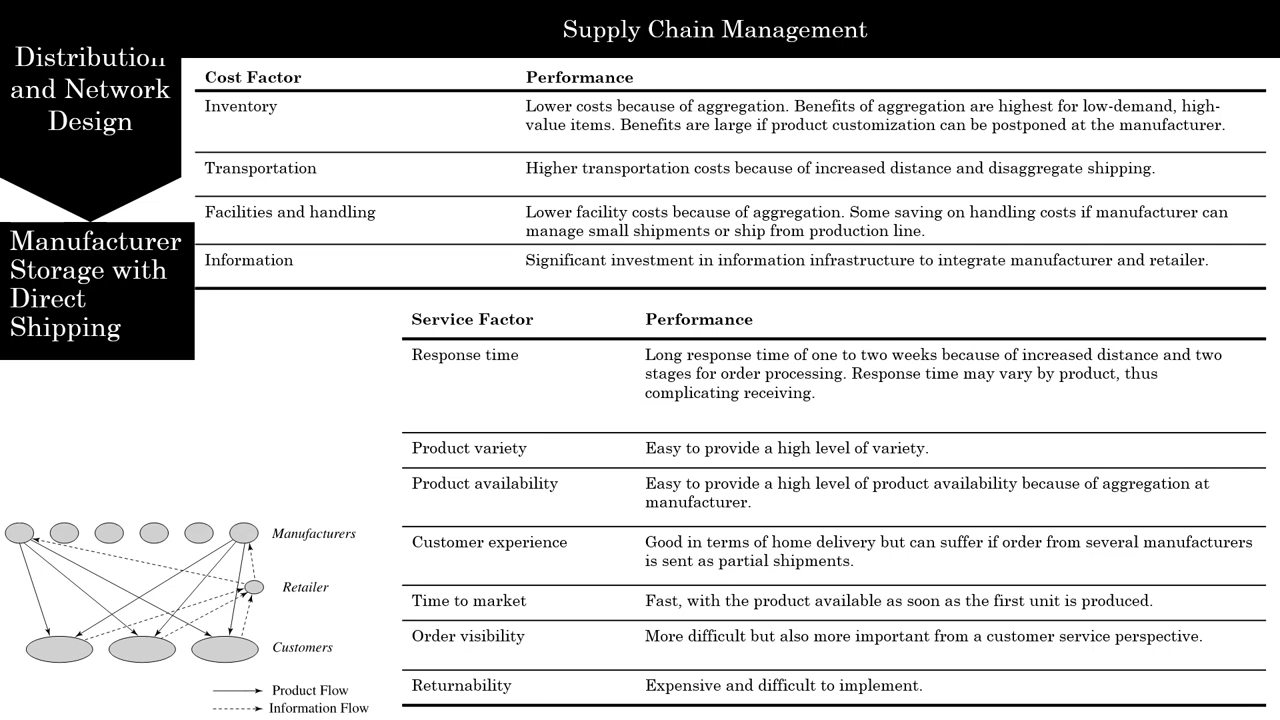 Supply Chain Management
Distribution
and Network
Design
Manufacturer
Storage with
Direct
Shipping
Cost Factor Performance
Inventory Lower costs because of aggregation. Benefits of aggregation are highest for low-demand, high-
value items. Benefits are large if product customization can be postponed at the manufacturer.
Transportation Higher transportation costs because of increased distance and disaggregate shipping.
Facilities and handling Lower facility costs because of aggregation. Some saving on handling costs if manufacturer can
manage small shipments or ship from production line.
Information Significant investment in information infrastructure to integrate manufacturer and retailer.
Service Factor Performance
Response time Long response time of one to two weeks because of increased distance and two
stages for order processing. Response time may vary by product, thus
complicating receiving.
Product variety Easy to provide a high level of variety.
Product availability Easy to provide a high level of product availability because of aggregation at
manufacturer.
Customer experience Good in terms of home delivery but can suffer if order from several manufacturers
is sent as partial shipments.
Time to market Fast, with the product available as soon as the first unit is produced.
Order visibility More difficult but also more important from a customer service perspective.
Returnability Expensive and difficult to implement.
Manufacturers
Retailer
Customers
Product Flow
Information Flow